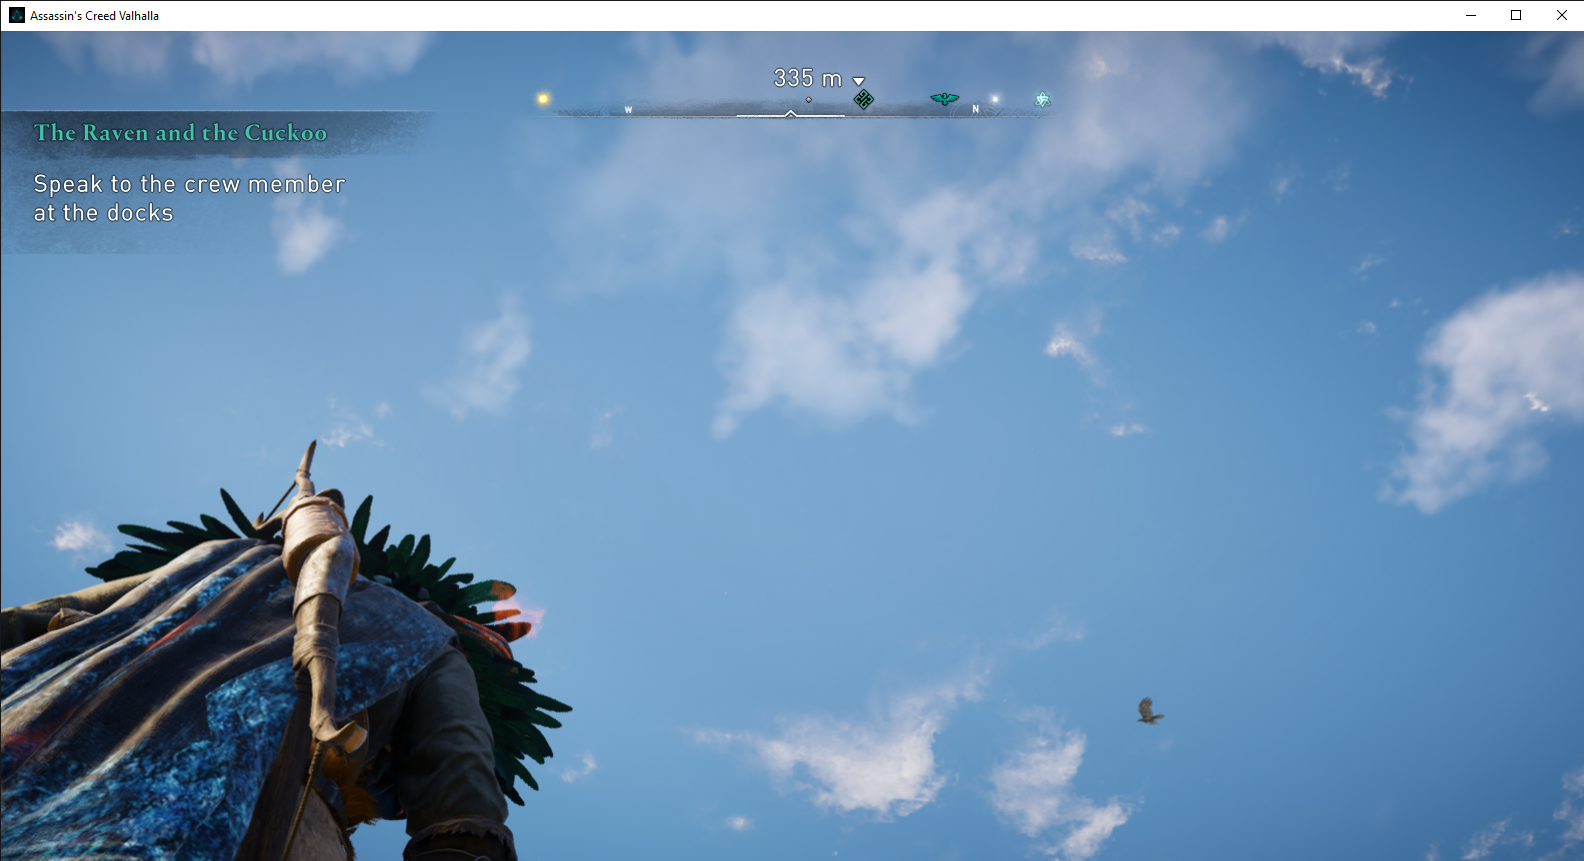 Assassin's Creed Valhalla
335 m
W
N
The Raven and the Cuckoo
Speak to the crew member
at the docks